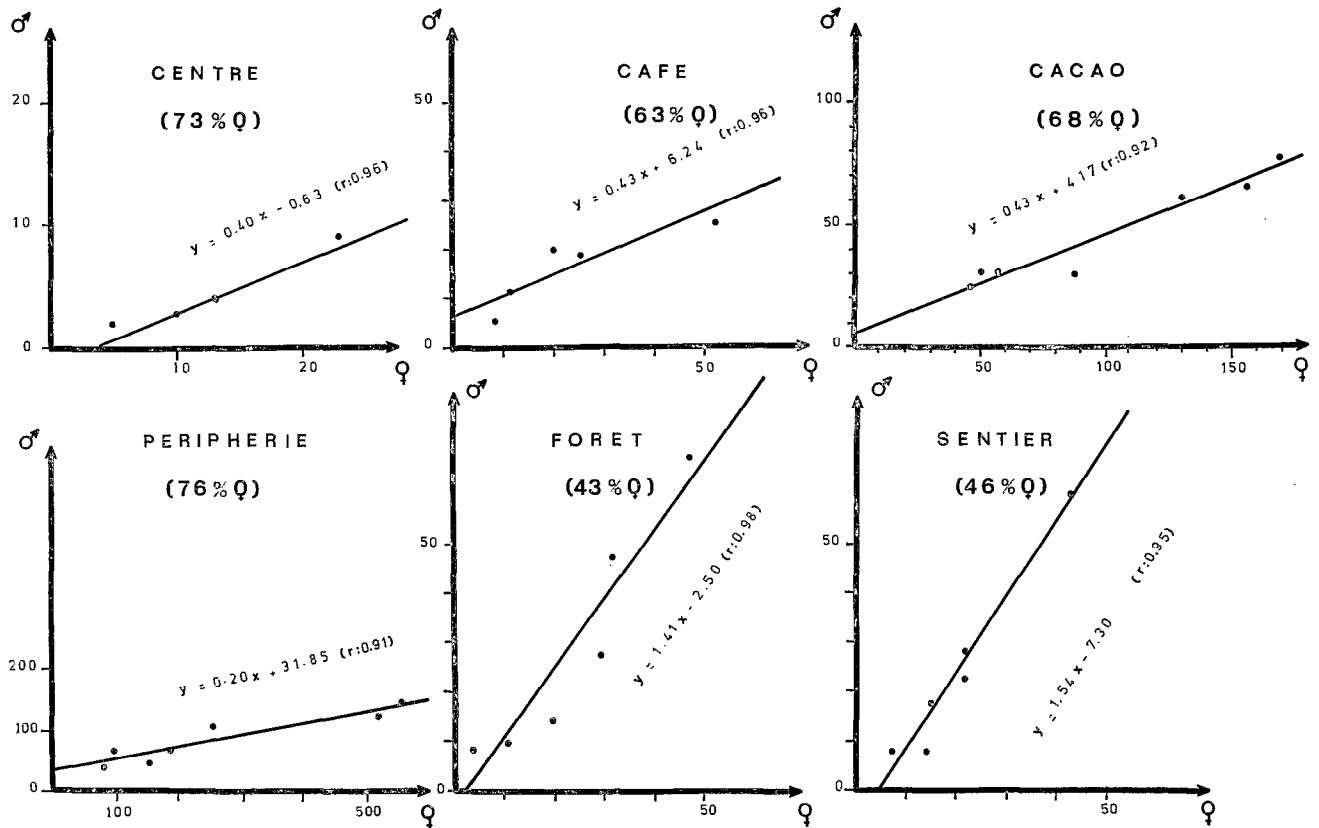 ♂
CENTRE
(73%♀)
20
y = 0.40 x - 0.63 (r:0.96)
10
0
10 20 ♀
♂
CAFE
(63%♀)
50
y = 0.43 x + 6.24 (r:0.96)
0
50 ♀
♂
CACAO
(68%♀)
100
y = 0 43 x + 4 1 7 (r:0.92)
50
0
50 100 150 ♀
♂
PERIPHERIE
(76%♀)
y = 0.20 x + 31.85 (r:0.91)
200
100
0
100 500 ♀
♂
FORET
(43%♀)
50
y = 1.41 x - 2.50 (r:0.98)
0
50 ♀
♂
SENTIER
(46%♀)
50
y = 1.54 x - 7.30 (r:0.95)
0
50 ♀